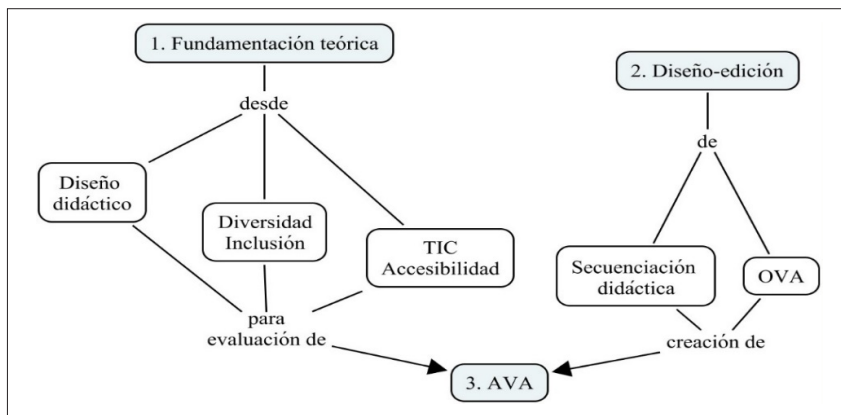 1. Fundamentación teórica
desde
Diseño
didáctico
Diversidad
Inclusión
TIC
Accesibilidad
para
evaluación de
2. Diseño-edición
de
Secuenciación
didáctica
OVA
creación de
3. AVA